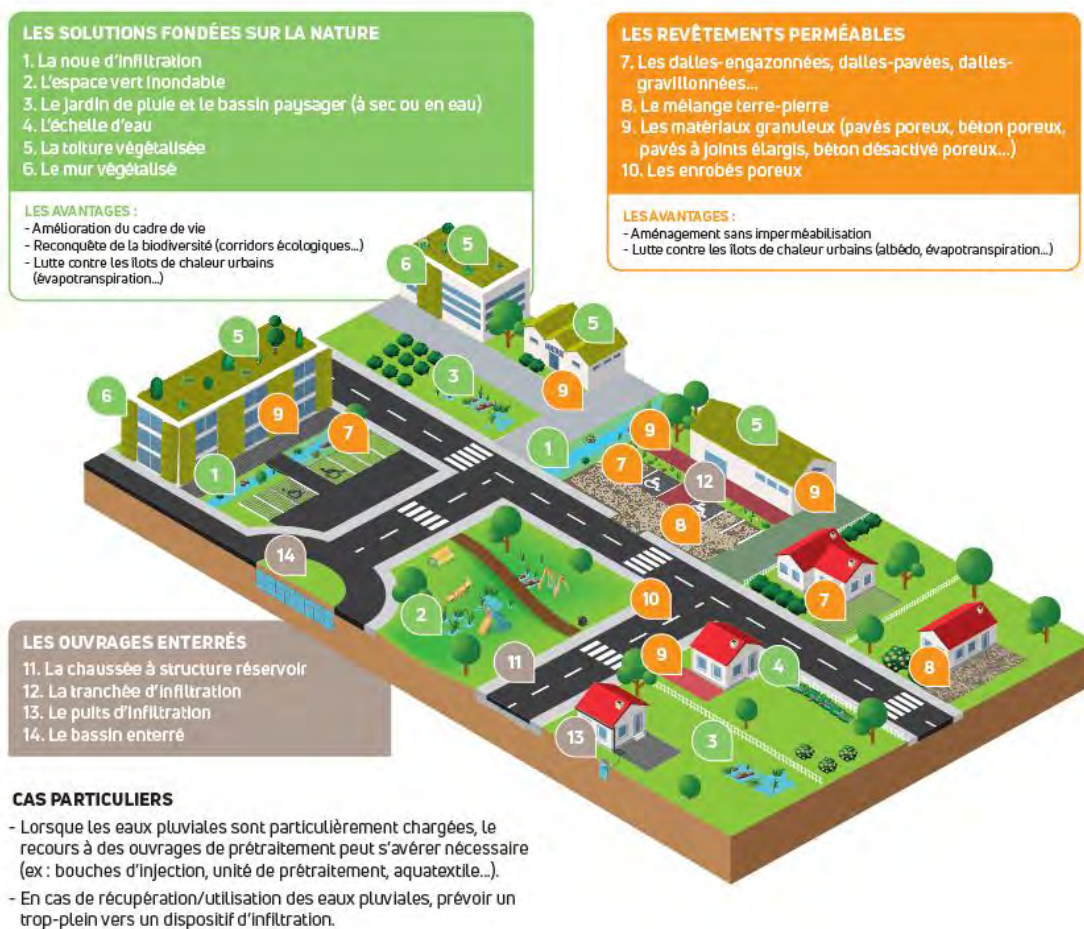 LES SOLUTIONS FONDÉES SUR LA NATURE
1. La noue d'infiltration
2. L'espace vert inondable
3. Le jardin de pluie et le bassin paysager (à sec ou en eau)
4. L'échelle d'eau
5. La toiture végétalisée
6. Le mur végétalisé
LES AVANTAGES :
- Amélioration du cadre de vie
- Reconquête de la biodiversité (corridors écologiques...)
- Lutte contre les îlots de chaleur urbains
(évapotranspiration...)
LES REVÊTEMENTS PERMÉABLES
7. Les dalles-engazonnées, dalles-pavées, dalles-
gravillonnées...
8. Le mélange terre-pierre
9. Les matériaux granuleux (pavés poreux, béton poreux,
pavés à joints élargis, béton désactivé poreux...)
10. Les enrobés poreux
LES AVANTAGES :
- Aménagement sans imperméabilisation
- Lutte contre les îlots de chaleur urbains (albédo, évapotranspiration...)
5
6
5
5
3
9
6
9
7
1
1
9
5
7
12
9
8
14
2
10
7
11
9
4
8
13
3
LES OUVRAGES ENTERRÉS
11. La chaussée à structure réservoir
12. La tranchée d'infiltration
13. Le puits d'infiltration
14. Le bassin enterré
CAS PARTICULIERS
- Lorsque les eaux pluviales sont particulièrement chargées, le
recours à des ouvrages de prétraitement peut s'avérer nécessaire
(ex : bouches d'injection, unité de prétraitement, aquatextile...).
- En cas de récupération/utilisation des eaux pluviales, prévoir un
trop-plein vers un dispositif d'infiltration.